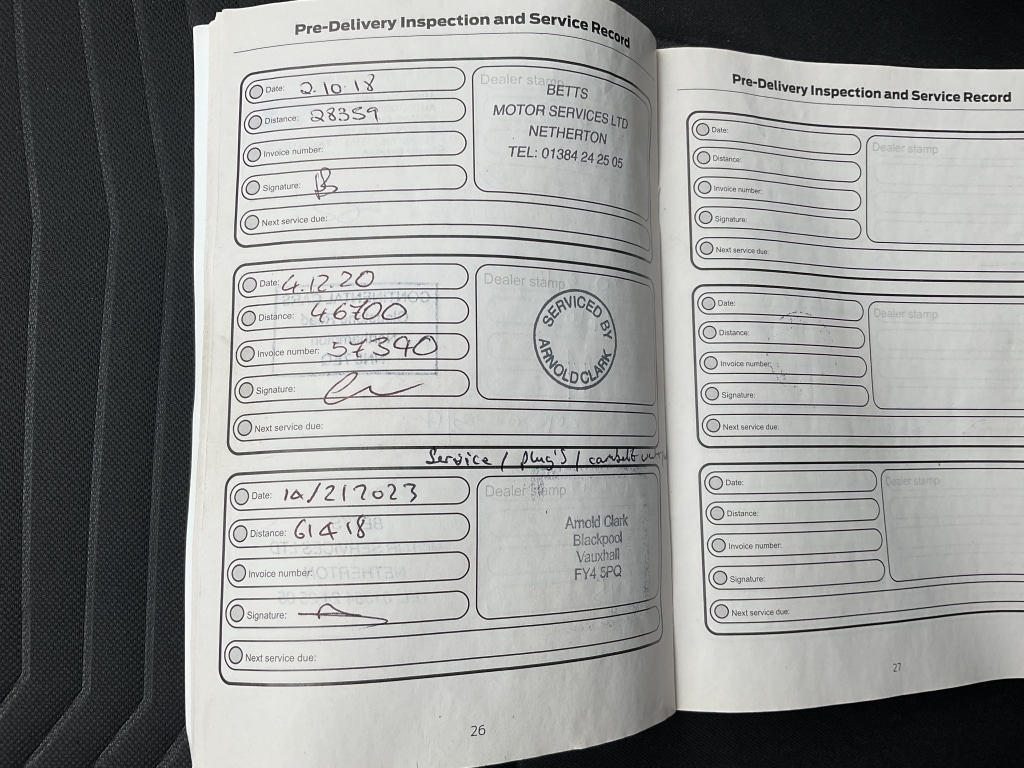 Pre-Delivery Inspection and Service Record
Date: 2.10.18
Distance: 28359
Invoice number:
Signature:
Next service due:
Dealer stamp
BETTS
MOTOR SERVICES LTD
NETHERTON
TEL: 01384 24 25 05
Date: 4.12.20
Distance: 46700
Invoice number: 57390
Signature:
Next service due:
Dealer stamp
SERVICED BY
ARNOLD CLARK
Service / plug's / cambelt
Date: 1a/2/2023
Distance: 61418
Invoice number:
Signature:
Next service due:
Dealer stamp
Arnold Clark
Blackpool
Vauxhall
FY4 5PQ
26
Pre-Delivery Inspection and Service Record
Date:
Distance:
Invoice number:
Signature:
Next service due:
Dealer stamp
Date:
Distance:
Invoice number:
Signature:
Next service due:
Dealer stamp
Date:
Distance:
Invoice number:
Signature:
Next service due:
Dealer stamp
27